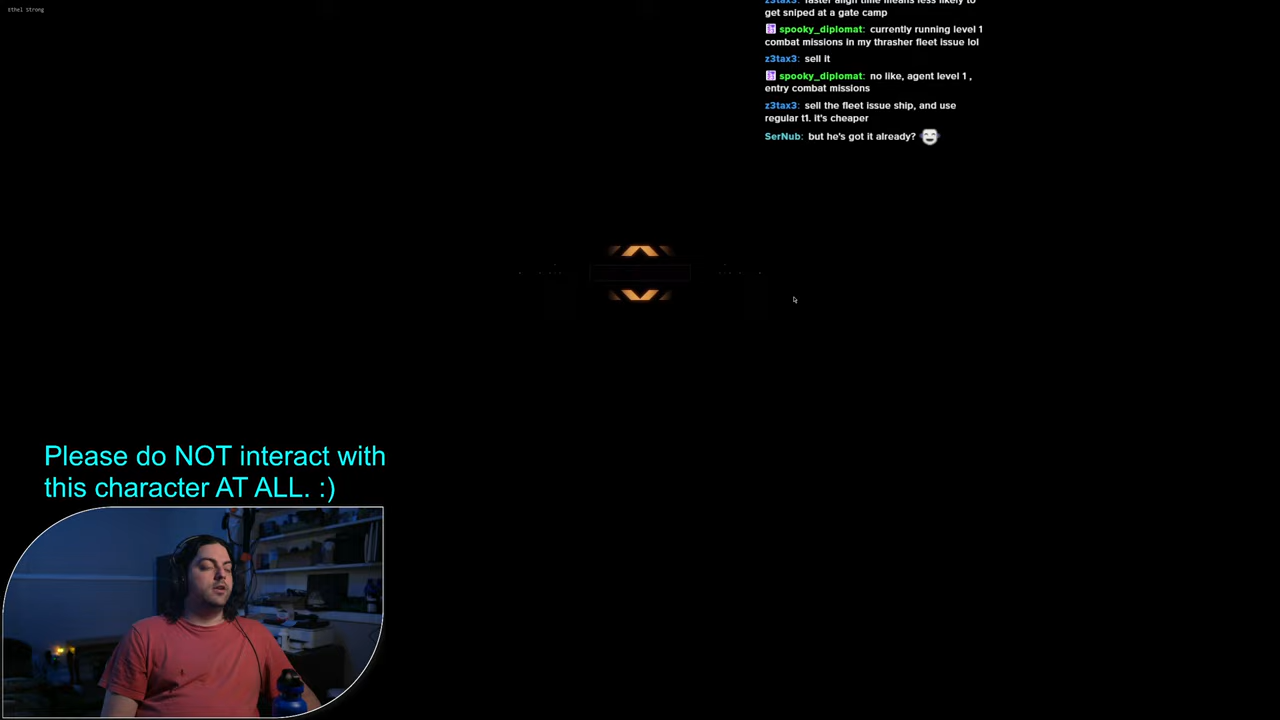 Ethel Strong
z3tax3: faster align time means less likely to
get sniped at a gate camp
spooky_diplomat: currently running level 1
combat missions in my thrasher fleet issue lol
z3tax3: sell it
spooky_diplomat: no like, agent level 1 ,
entry combat missions
z3tax3: sell the fleet issue ship, and use
regular t1. it's cheaper
SerNub: but he's got it already?
Please do NOT interact with
this character AT ALL. :)